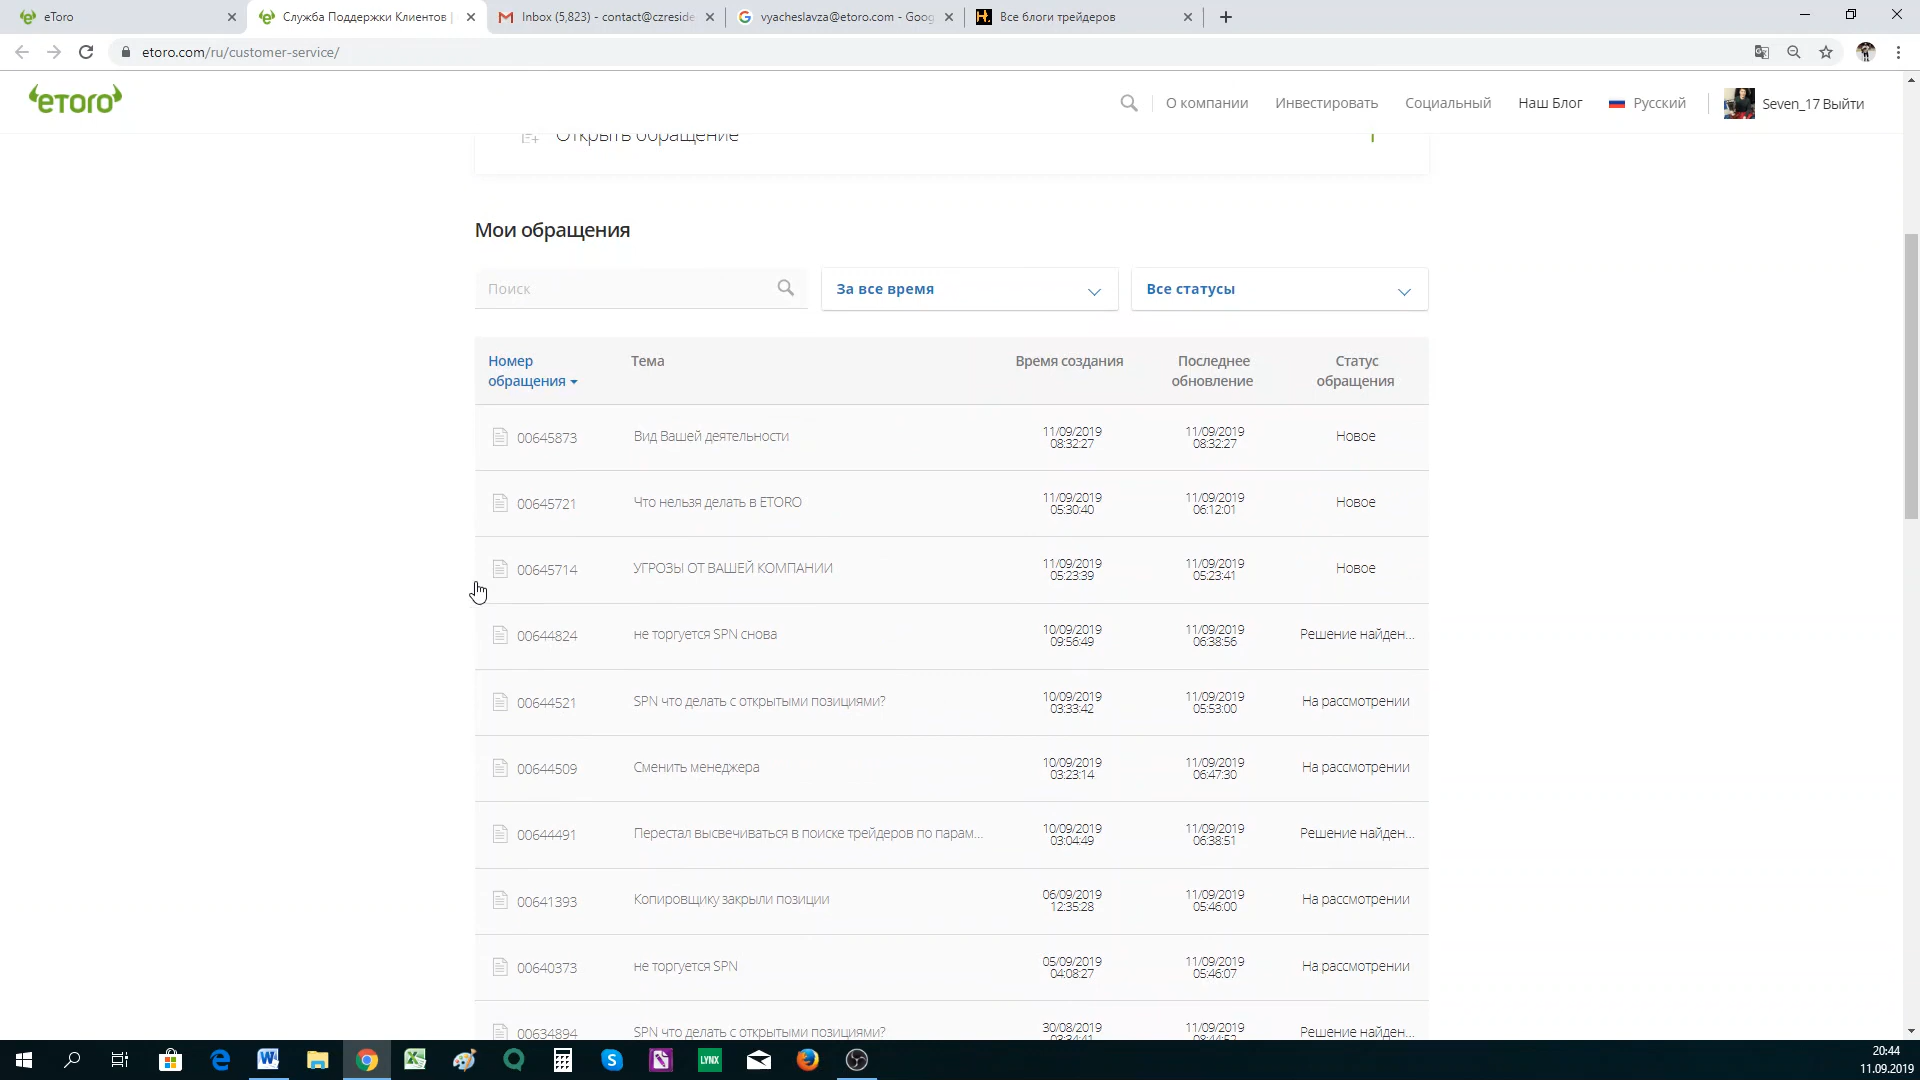 eToro
Служба Поддержки Клиентов |
Inbox (5,823) - contact@czreside
vyacheslavza@etoro.com - Goog
Все блоги трейдеров
etoro.com/ru/customer-service/
eToro
О компании
Инвестировать
Социальный
Наш Блог
Русский
Seven_17 Выйти
Открыть обращение
Мои обращения
Поиск
За все время
Все статусы
Номер
обращения
Тема
Время создания
Последнее
обновление
Статус
обращения
00645873
Вид Вашей деятельности
11/09/2019
08:32:27
11/09/2019
08:32:27
Новое
00645721
Что нельзя делать в ETORO
11/09/2019
05:30:40
11/09/2019
06:12:01
Новое
00645714
УГРОЗЫ ОТ ВАШЕЙ КОМПАНИИ
11/09/2019
05:23:39
11/09/2019
05:23:41
Новое
00644824
не торгуется SPN снова
10/09/2019
09:56:49
11/09/2019
06:38:56
Решение найден...
00644521
SPN что делать с открытыми позициями?
10/09/2019
03:33:42
11/09/2019
05:53:00
На рассмотрении
00644509
Сменить менеджера
10/09/2019
03:23:14
11/09/2019
06:47:30
На рассмотрении
00644491
Перестал высвечиваться в поиске трейдеров по парам...
10/09/2019
03:04:49
11/09/2019
06:38:51
Решение найден...
00641393
Копировщику закрыли позиции
06/09/2019
12:35:28
11/09/2019
05:46:00
На рассмотрении
00640373
не торгуется SPN
05/09/2019
04:08:27
11/09/2019
05:46:07
На рассмотрении
00634894
SPN что делать с открытыми позициями?
30/08/2019
11/09/2019
Решение найден...
LYNX
20:44
11.09.2019